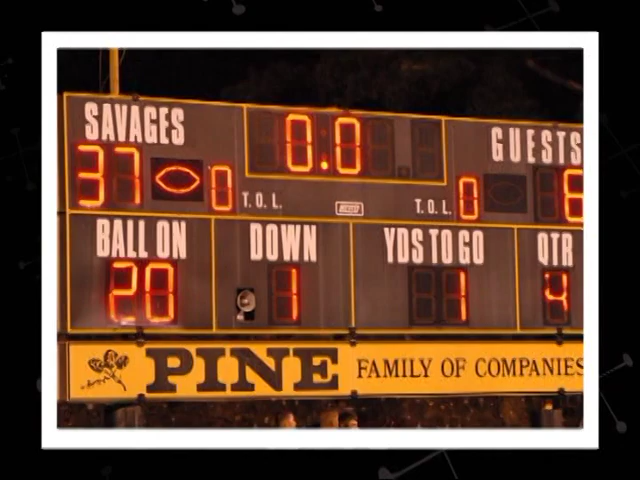 SAVAGES
0.0
GUESTS
37
0
T.O.L.
T.O.L.
0
6
BALL ON
DOWN
YDS TO GO
QTR
20
1
1
4
PINE FAMILY OF COMPANIES